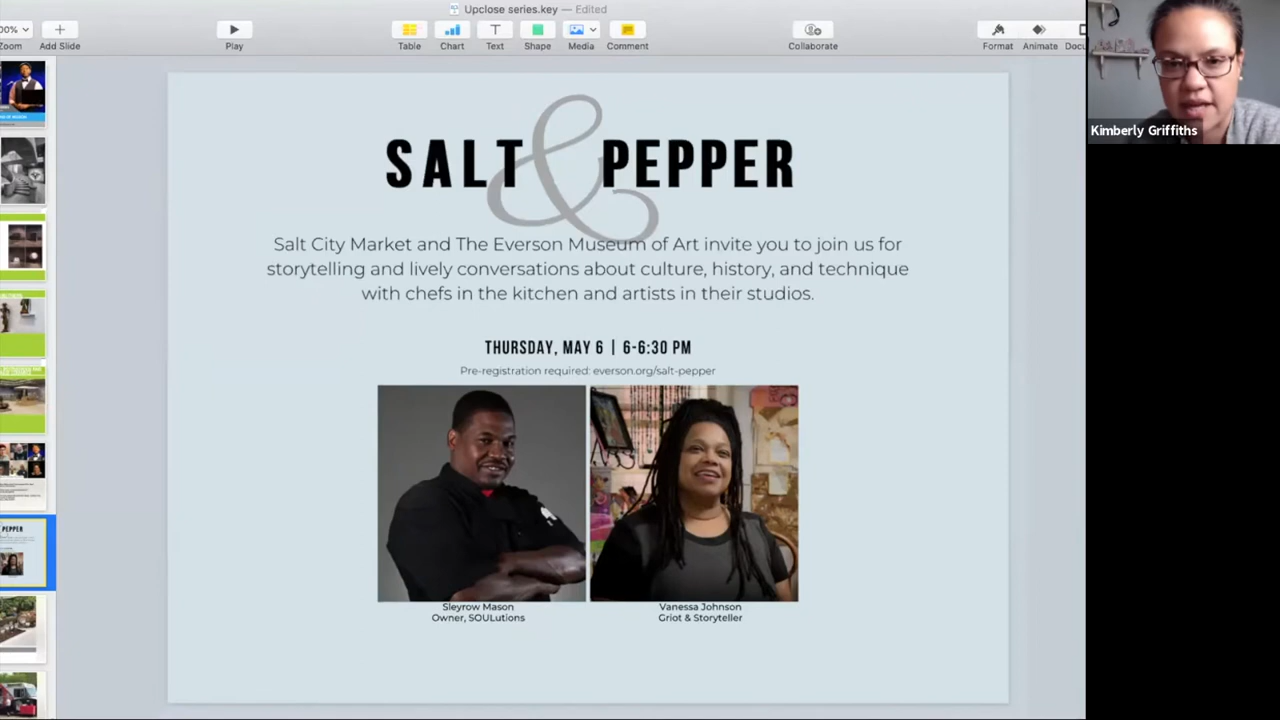 Upclose series.key — Edited
00%
Zoom
Add Slide
Play
Table
Chart
Text
Shape
Media
Comment
Collaborate
Format
Animate
Docu
SALT & PEPPER
Salt City Market and The Everson Museum of Art invite you to join us for
storytelling and lively conversations about culture, history, and technique
with chefs in the kitchen and artists in their studios.
THURSDAY, MAY 6 | 6-6:30 PM
Pre-registration required: everson.org/salt-pepper
Sleyrow Mason
Owner, SOULutions
Vanessa Johnson
Griot & Storyteller
PEPPER
Kimberly Griffiths